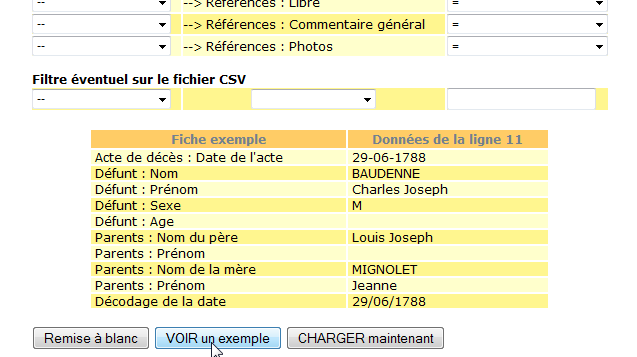 -- --> Références : Libre =
-- --> Références : Commentaire général =
-- --> Références : Photos =
Filtre éventuel sur le fichier CSV
--
Fiche exemple Données de la ligne 11
Acte de décès : Date de l'acte 29-06-1788
Défunt : Nom BAUDENNE
Défunt : Prénom Charles Joseph
Défunt : Sexe M
Défunt : Age
Parents : Nom du père Louis Joseph
Parents : Prénom
Parents : Nom de la mère MIGNOLET
Parents : Prénom Jeanne
Décodage de la date 29/06/1788
Remise à blanc VOIR un exemple CHARGER maintenant